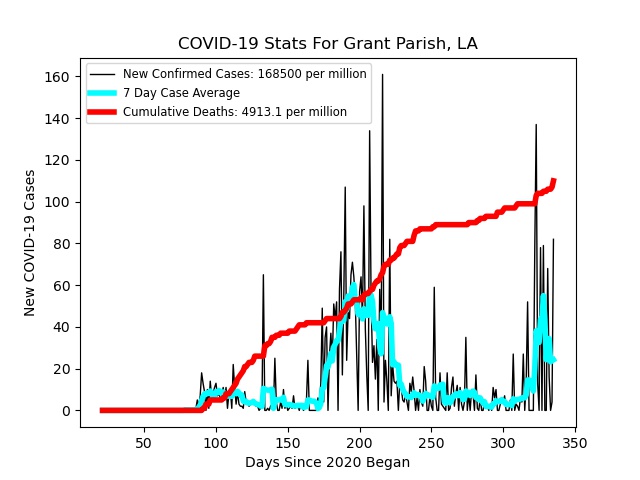 COVID-19 Stats For Grant Parish, LA
New Confirmed Cases: 168500 per million
7 Day Case Average
Cumulative Deaths: 4913.1 per million
New COVID-19 Cases
160
140
120
100
80
60
40
20
0
50 100 150 200 250 300 350
Days Since 2020 Began